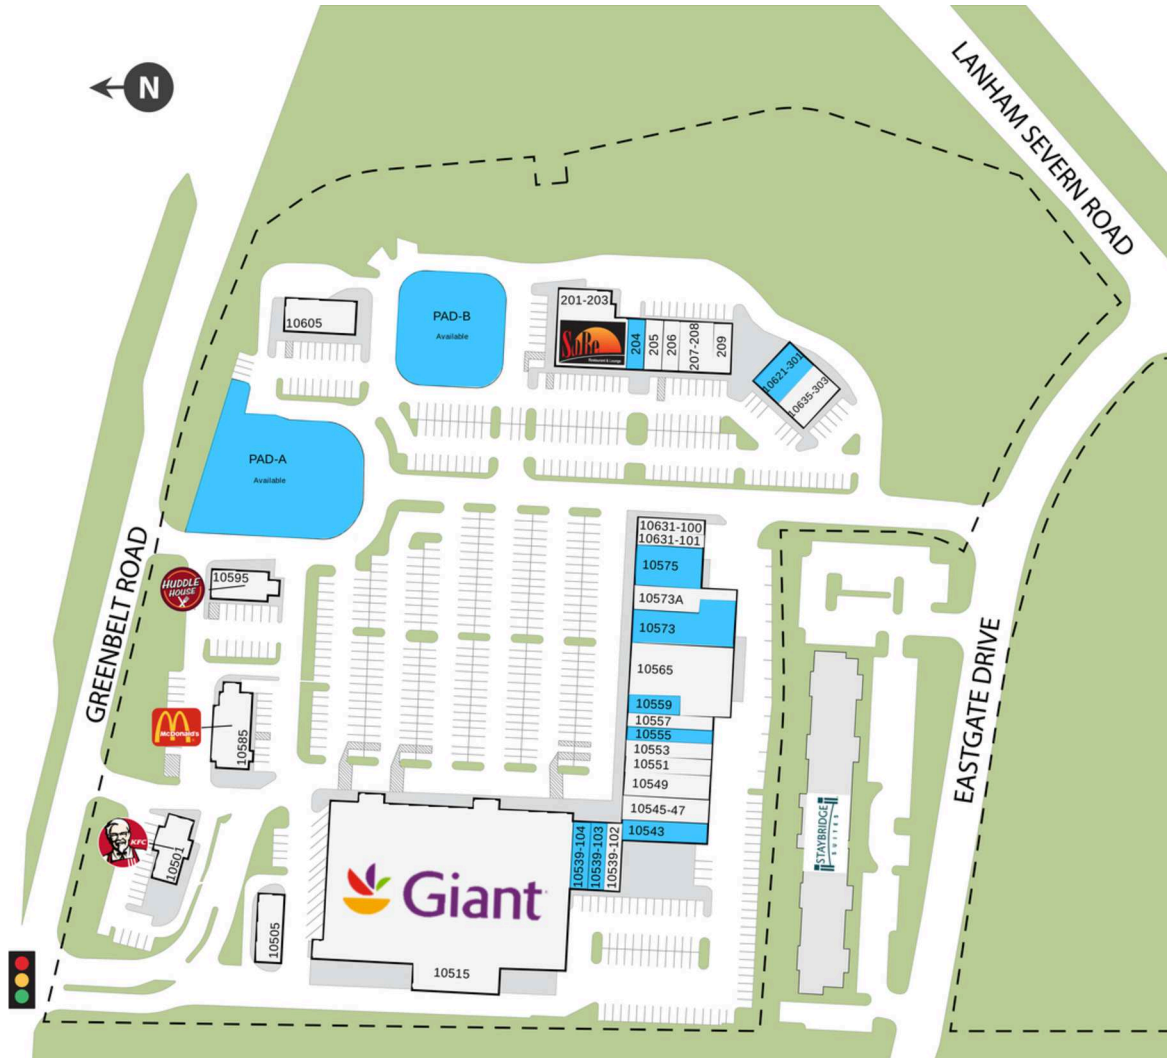 N
LANHAM SEVERN ROAD
GREENBELT ROAD
EASTGATE DRIVE
10605
PAD-B
Available
201-203
SoBe
Restaurant & Lounge
204
205
206
207-208
209
10621-301
10635-303
PAD-A
Available
HUDDLE
HOUSE
10595
McDonald's
10585
KFC
10501
10505
Giant
10515
10631-100
10631-101
10575
10573A
10573
10565
10559
10557
10555
10553
10551
10549
10545-47
10543
10539-104
10539-103
10539-102
STAYBRIDGE
SUITES